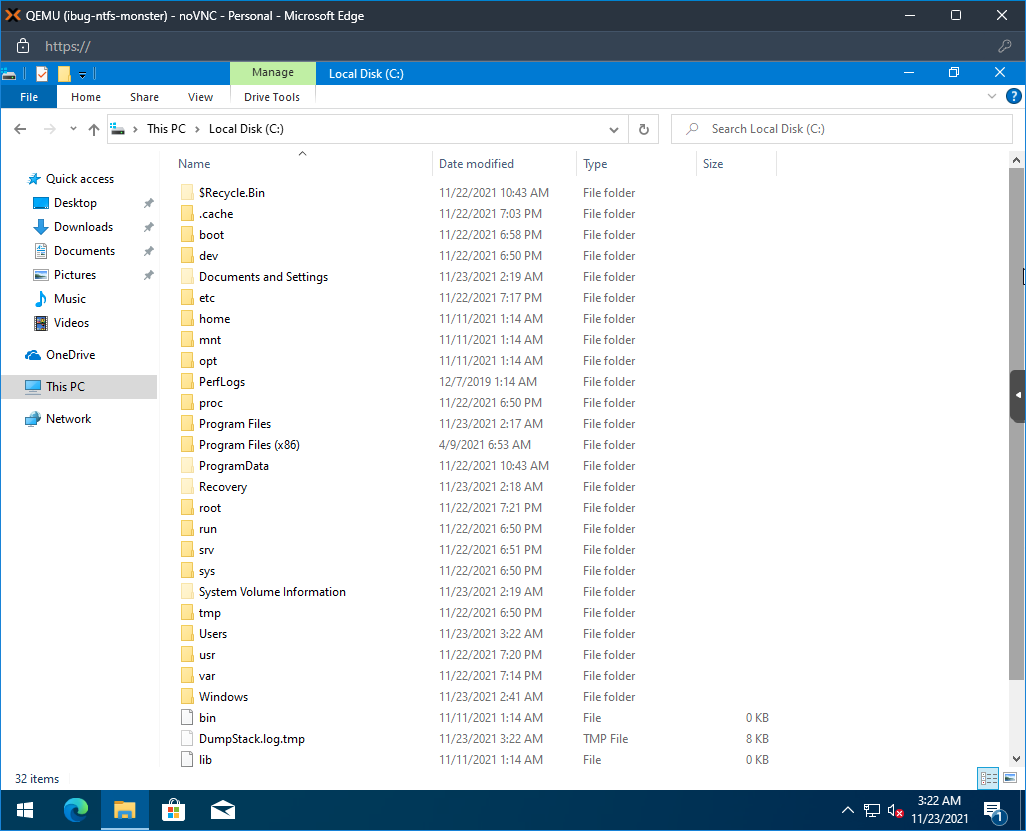 QEMU (ibug-ntfs-monster) - noVNC - Personal - Microsoft Edge
https://
Manage Local Disk (C:)
File Home Share View Drive Tools
This PC Local Disk (C:) Search Local Disk (C:)
Name Date modified Type Size
Quick access
Desktop
Downloads
Documents
Pictures
Music
Videos
OneDrive
This PC
Network
$Recycle.Bin 11/22/2021 10:43 AM File folder
.cache 11/22/2021 7:03 PM File folder
boot 11/22/2021 6:58 PM File folder
dev 11/22/2021 6:50 PM File folder
Documents and Settings 11/23/2021 2:19 AM File folder
etc 11/22/2021 7:17 PM File folder
home 11/11/2021 1:14 AM File folder
mnt 11/11/2021 1:14 AM File folder
opt 11/11/2021 1:14 AM File folder
PerfLogs 12/7/2019 1:14 AM File folder
proc 11/22/2021 6:50 PM File folder
Program Files 11/23/2021 2:17 AM File folder
Program Files (x86) 4/9/2021 6:53 AM File folder
ProgramData 11/22/2021 10:43 AM File folder
Recovery 11/23/2021 2:18 AM File folder
root 11/22/2021 7:21 PM File folder
run 11/22/2021 6:50 PM File folder
srv 11/22/2021 6:51 PM File folder
sys 11/22/2021 6:50 PM File folder
System Volume Information 11/23/2021 2:19 AM File folder
tmp 11/22/2021 6:50 PM File folder
Users 11/23/2021 3:22 AM File folder
usr 11/22/2021 7:20 PM File folder
var 11/22/2021 7:14 PM File folder
Windows 11/23/2021 2:41 AM File folder
bin 11/11/2021 1:14 AM File 0 KB
DumpStack.log.tmp 11/23/2021 3:22 AM TMP File 8 KB
lib 11/11/2021 1:14 AM File 0 KB
32 items
3:22 AM
11/23/2021
1